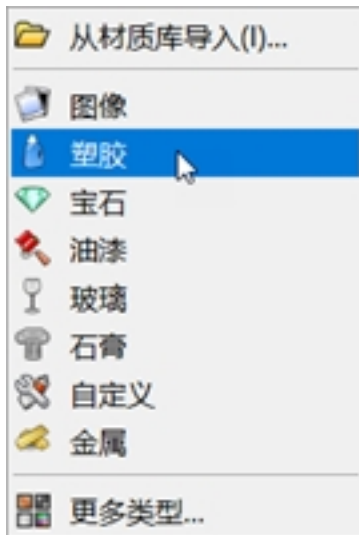 从材质库导入(I)...
图像
塑胶
宝石
油漆
玻璃
石膏
自定义
金属
更多类型...